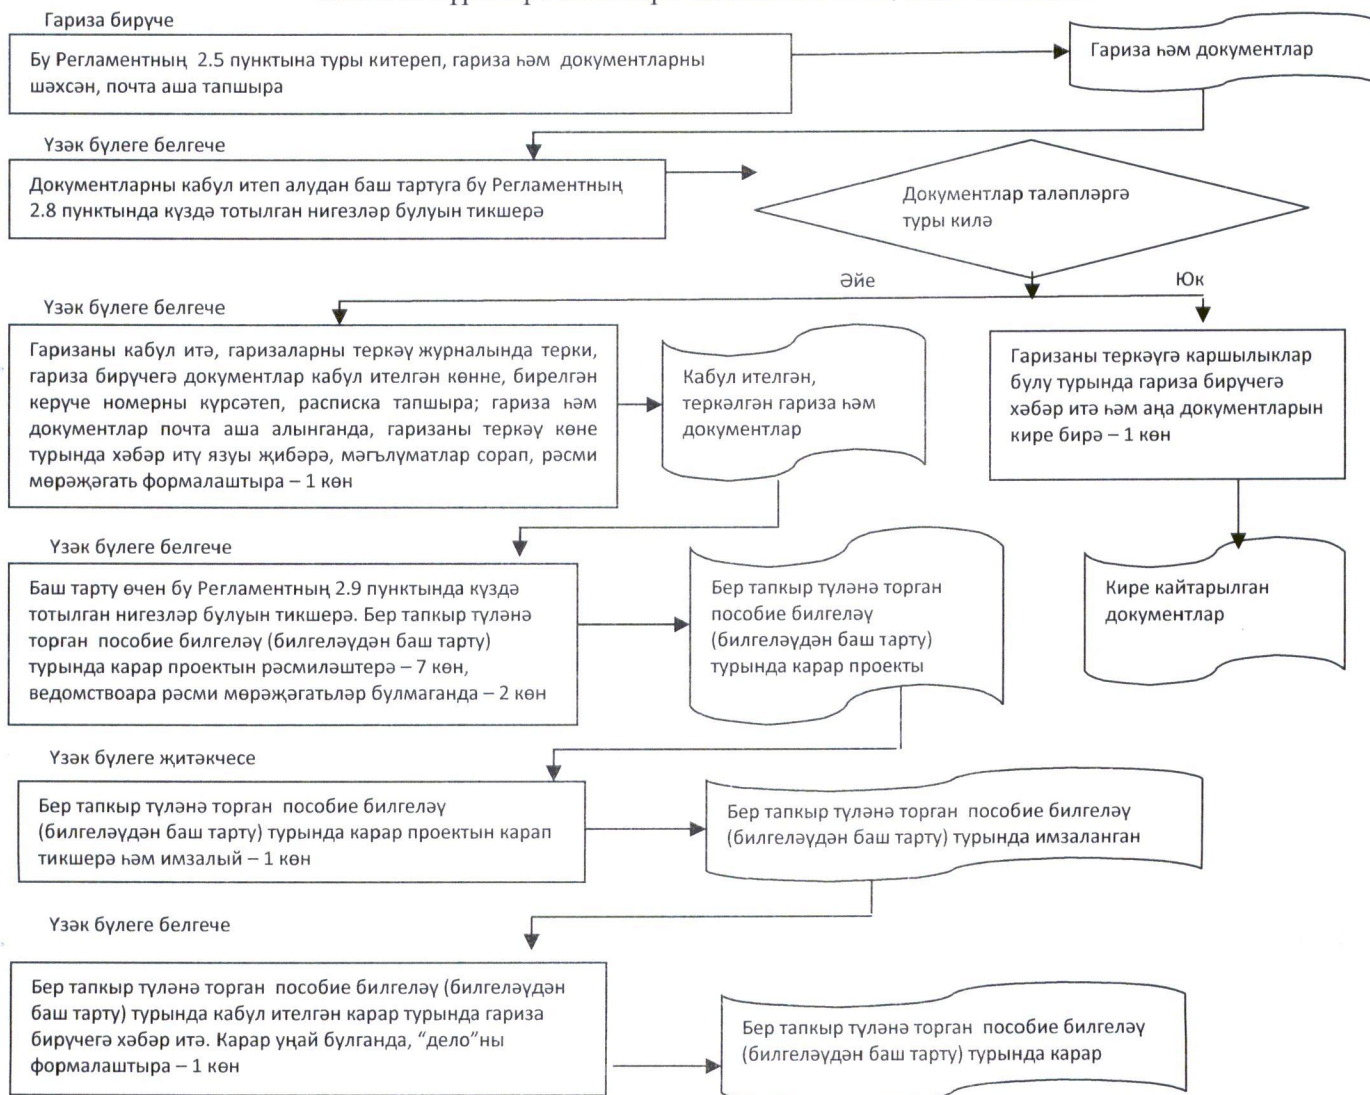 Гариза бирүче
Бу Регламентның 2.5 пунктына туры китереп, гариза һәм документларны
шәхсән, почта аша тапшыра
Гариза һәм документлар
Үзәк бүлеге белгече
Документларны кабул итеп алудан баш тартуга бу Регламентның
2.8 пунктында күздә тотылган нигезләр булуын тикшерә
Документлар таләпләргә
туры килә
Әйе
Юк
Үзәк бүлеге белгече
Гаризаны кабул итә, гаризаларны теркәү журналында терки,
гариза бирүчегә документлар кабул ителгән көнне, бирелгән
керүче номерны күрсәтеп, расписка тапшыра; гариза һәм
документлар почта аша алынганда, гаризаны теркәү көне
турында хәбәр итү язуы җибәрә, мәгълүматлар сорап, рәсми
мөрәҗәгать формалаштыра – 1 көн
Кабул ителгән,
теркәлгән гариза һәм
документлар
Гаризаны теркәүгә каршылыклар
булу турында гариза бирүчегә
хәбәр итә һәм аңа документларын
кире бирә – 1 көн
Үзәк бүлеге белгече
Баш тарту өчен бу Регламентның 2.9 пунктында күздә
тотылган нигезләр булуын тикшерә. Бер тапкыр түләнә
торган пособие билгеләү (билгеләүдән баш тарту)
турында карар проектын рәсмиләштерә – 7 көн,
ведомствоара рәсми мөрәҗәгатьләр булмаганда – 2 көн
Бер тапкыр түләнә торган
пособие билгеләү
(билгеләүдән баш тарту)
турында карар проекты
Кире кайтарылган
документлар
Үзәк бүлеге җитәкчесе
Бер тапкыр түләнә торган пособие билгеләү
(билгеләүдән баш тарту) турында карар проектын карап
тикшерә һәм имзалый – 1 көн
Бер тапкыр түләнә торган пособие билгеләү
(билгеләүдән баш тарту) турында имзаланган
Үзәк бүлеге белгече
Бер тапкыр түләнә торган пособие билгеләү (билгеләүдән
баш тарту) турында кабул ителгән карар турында гариза
бирүчегә хәбәр итә. Карар уңай булганда, “дело”ны
формалаштыра – 1 көн
Бер тапкыр түләнә торган пособие билгеләү
(билгеләүдән баш тарту) турында карар